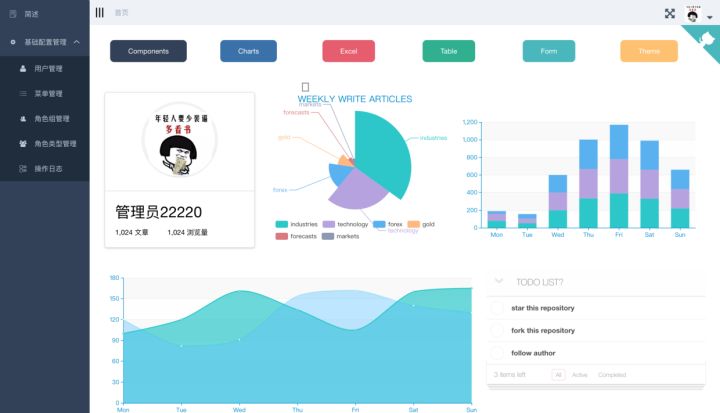 简述
首页
基础配置管理
用户管理
菜单管理
角色组管理
角色类型管理
操作日志
Components
Charts
Excel
Table
Form
Theme
年轻人要少装逼
多看书
管理员22220
1,024 文章
1,024 浏览量
WEEKLY WRITE ARTICLES
markets
forecasts
gold
forex
industries
technology
industries technology forex gold
forecasts markets
1,200
1,000
800
600
400
200
0
Mon Tue Wed Thu Fri Sat Sun
180
150
120
90
60
30
0
Mon Tue Wed Thu Fri Sat Sun
TODO LIST?
star this repository
fork this repository
follow author
3 items left All Active Completed